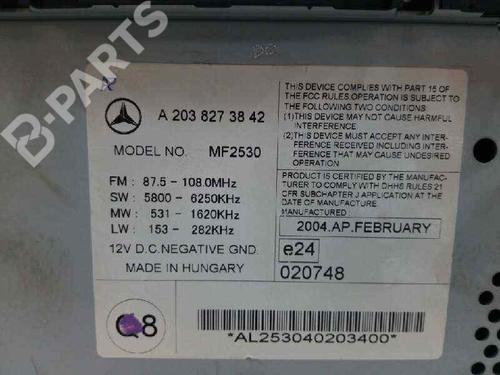 B-PARTS
A 203 827 38 42
MODEL NO. MF2530
FM : 87.5 - 108.0MHz
SW : 5800 - 6250KHz
MW : 531 - 1620KHz
LW : 153 - 282KHz
12V D.C. NEGATIVE GND.
MADE IN HUNGARY
THIS DEVICE COMPLIES WITH PART 15 OF
THE FCC RULES.OPERATION IS SUBJECT TO
THE FOLLOWING TWO CONDITIONS:
(1)THIS DEVICE MAY NOT CAUSE HARMFUL
INTERFERENCE.
(2)THIS DEVICE MUST ACCEPT ANY INTER-
FERENCE RECEIVED,INCLUDING INTER-
FERENCE THAT MAY CAUSE UNDESIRED
OPERATION
PRODUCT IS CERTIFIED BY THE MANUFAC-
TURER TO COMPLY WITH DHHS RULES 21
CFR SUBCHAPTER J APPLICATION AT THE
DATE OF MANUFACTURE.
2004.AP.FEBRUARY
e24
020748
8
*AL253040203400*